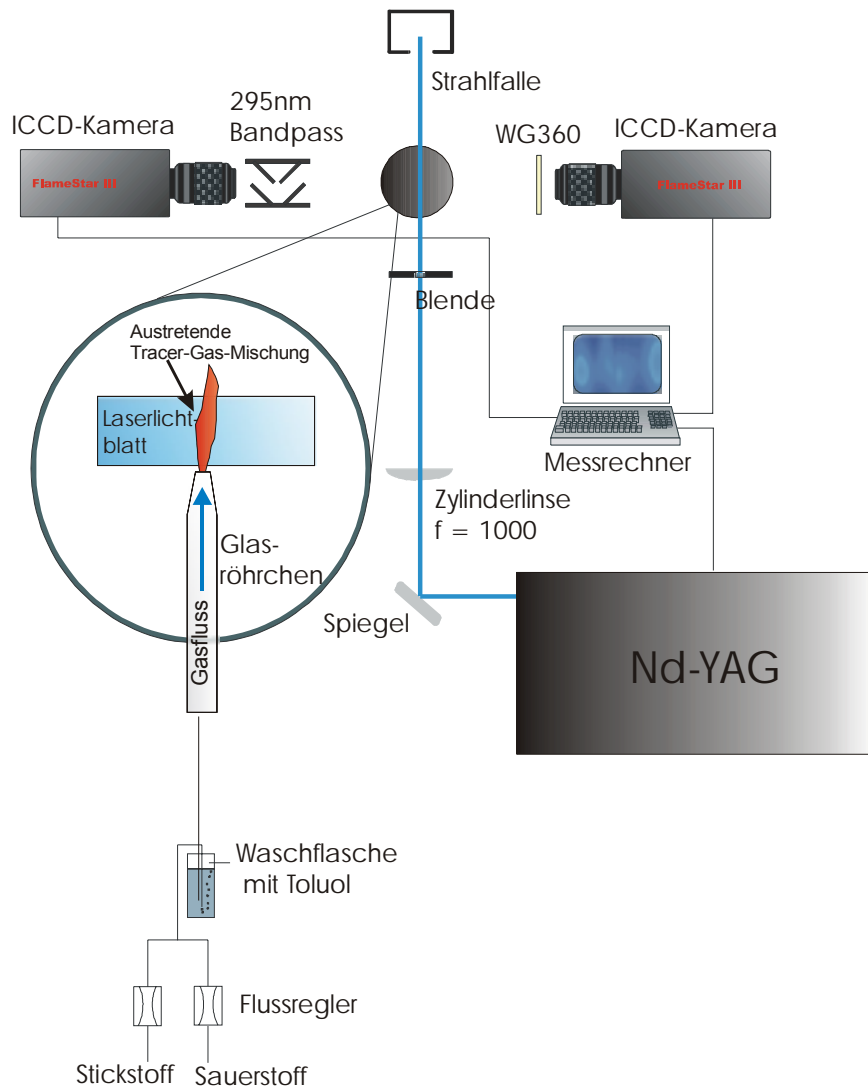 Strahlfalle
295nm
Bandpass
ICCD-Kamera
WG360
ICCD-Kamera
FlameStar III
FlameStar III
Blende
Austretende
Tracer-Gas-Mischung
Laserlicht-
blatt
Messrechner
Zylinderlinse
f = 1000
Glas-
röhrchen
Spiegel
Gasfluss
Nd-YAG
Waschflasche
mit Toluol
Flussregler
Stickstoff
Sauerstoff